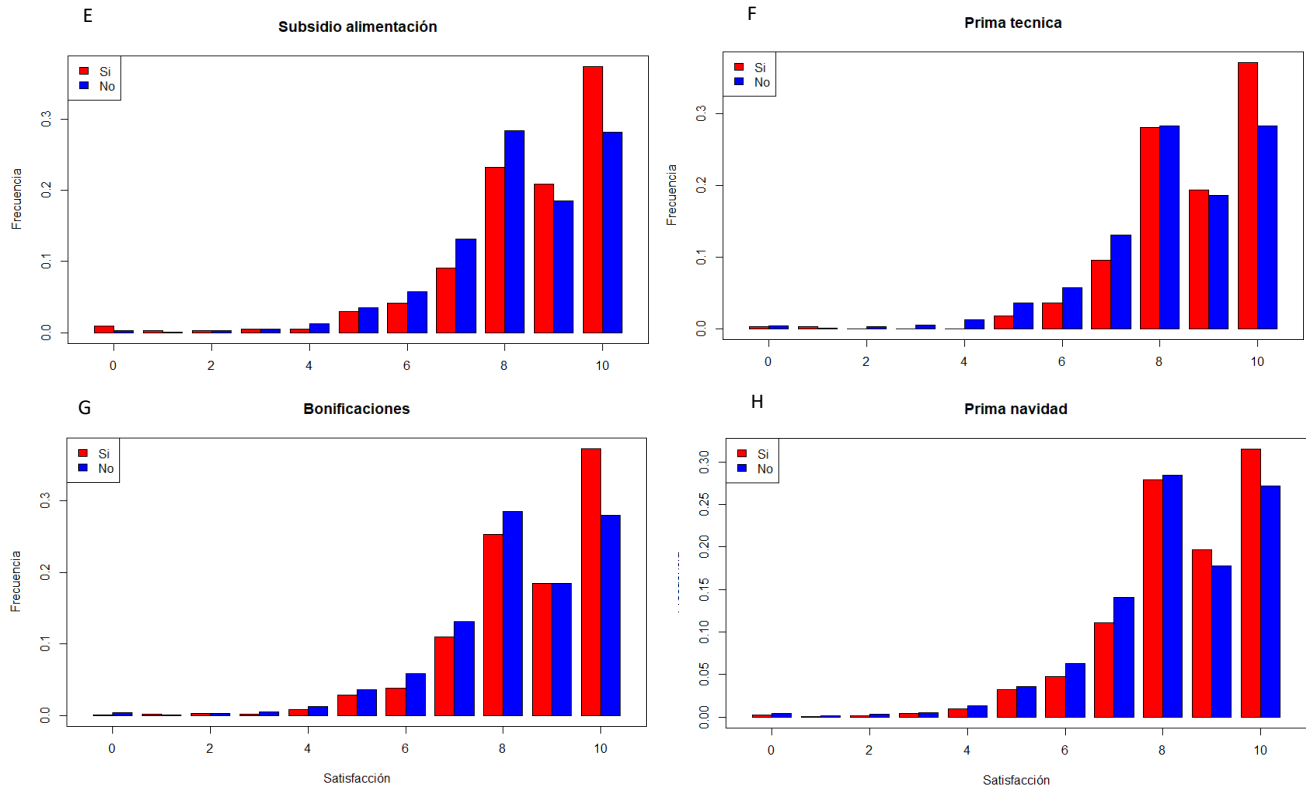 E
Subsidio alimentación
Si
No
Frecuencia
0.0 0.1 0.2 0.3
0 2 4 6 8 10
F
Prima tecnica
Si
No
Frecuencia
0.0 0.1 0.2 0.3
0 2 4 6 8 10
G
Bonificaciones
Si
No
Frecuencia
0.0 0.1 0.2 0.3
0 2 4 6 8 10
Satisfacción
H
Prima navidad
Si
No
0.00 0.05 0.10 0.15 0.20 0.25 0.30
0 2 4 6 8 10
Satisfacción